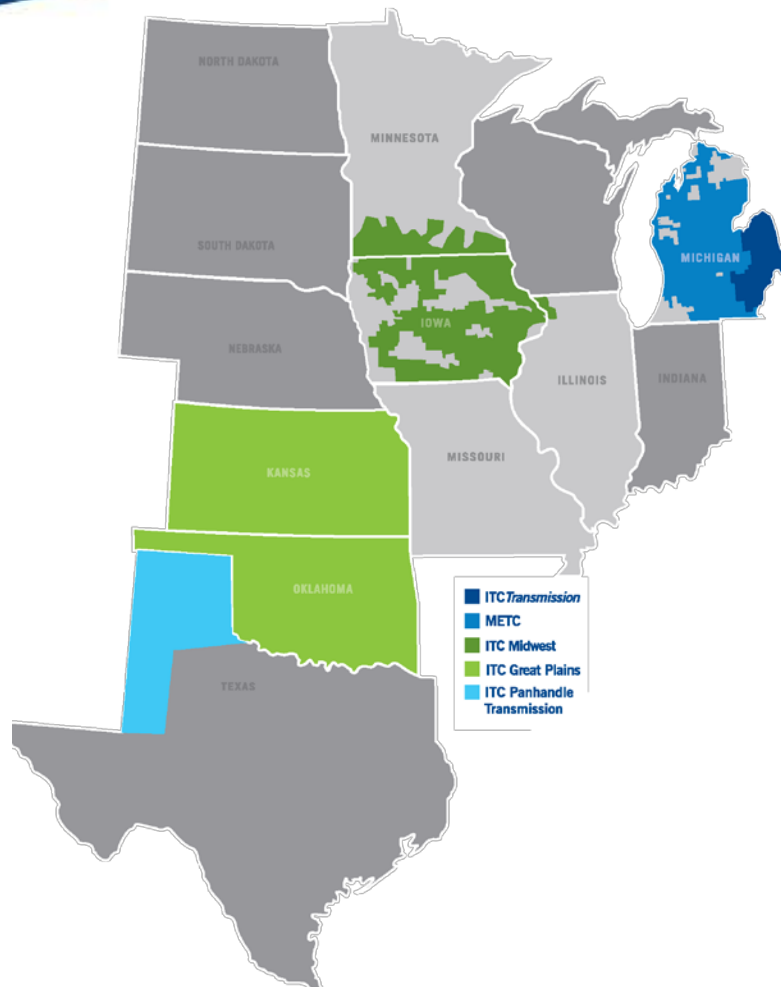 NORTH DAKOTA
MINNESOTA
SOUTH DAKOTA
MICHIGAN
IOWA
NEBRASKA
ILLINOIS
INDIANA
MISSOURI
KANSAS
OKLAHOMA
TEXAS
ITCTransmission
METC
ITC Midwest
ITC Great Plains
ITC Panhandle
Transmission